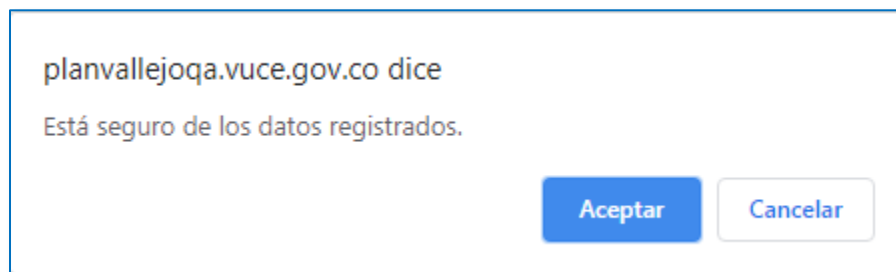 planvallejoqa.vuce.gov.co dice
Está seguro de los datos registrados.
Aceptar Cancelar